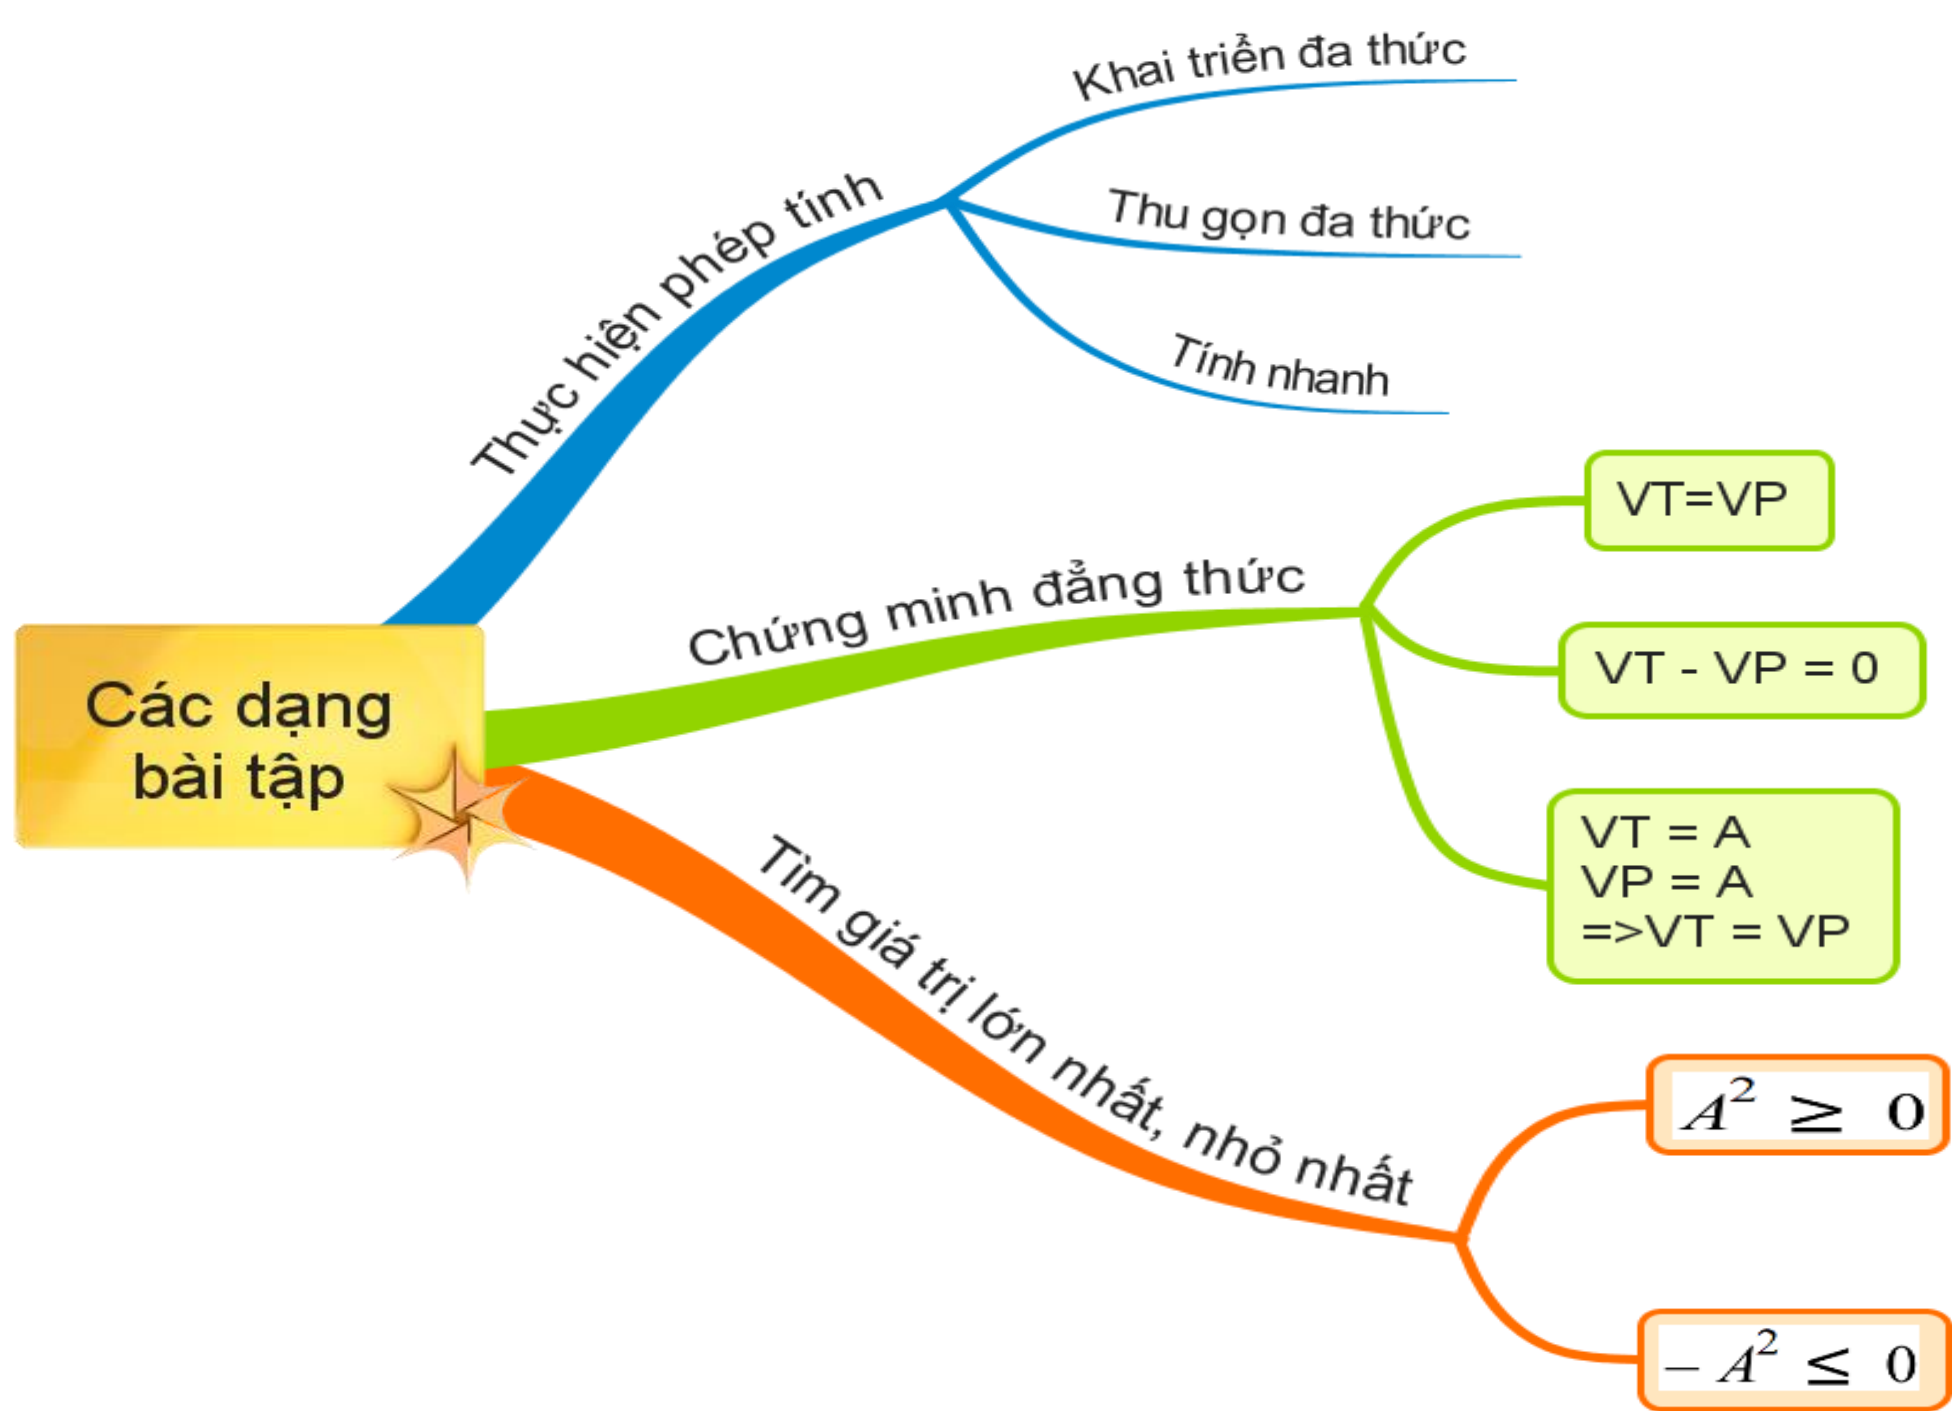 Các dạng
bài tập
Thực hiện phép tính
Khai triển đa thức
Thu gọn đa thức
Tính nhanh
Chứng minh đẳng thức
VT=VP
VT - VP = 0
VT = A
VP = A
=>VT = VP
Tìm giá trị lớn nhất, nhỏ nhất
A² ≥ 0
− A² ≤ 0